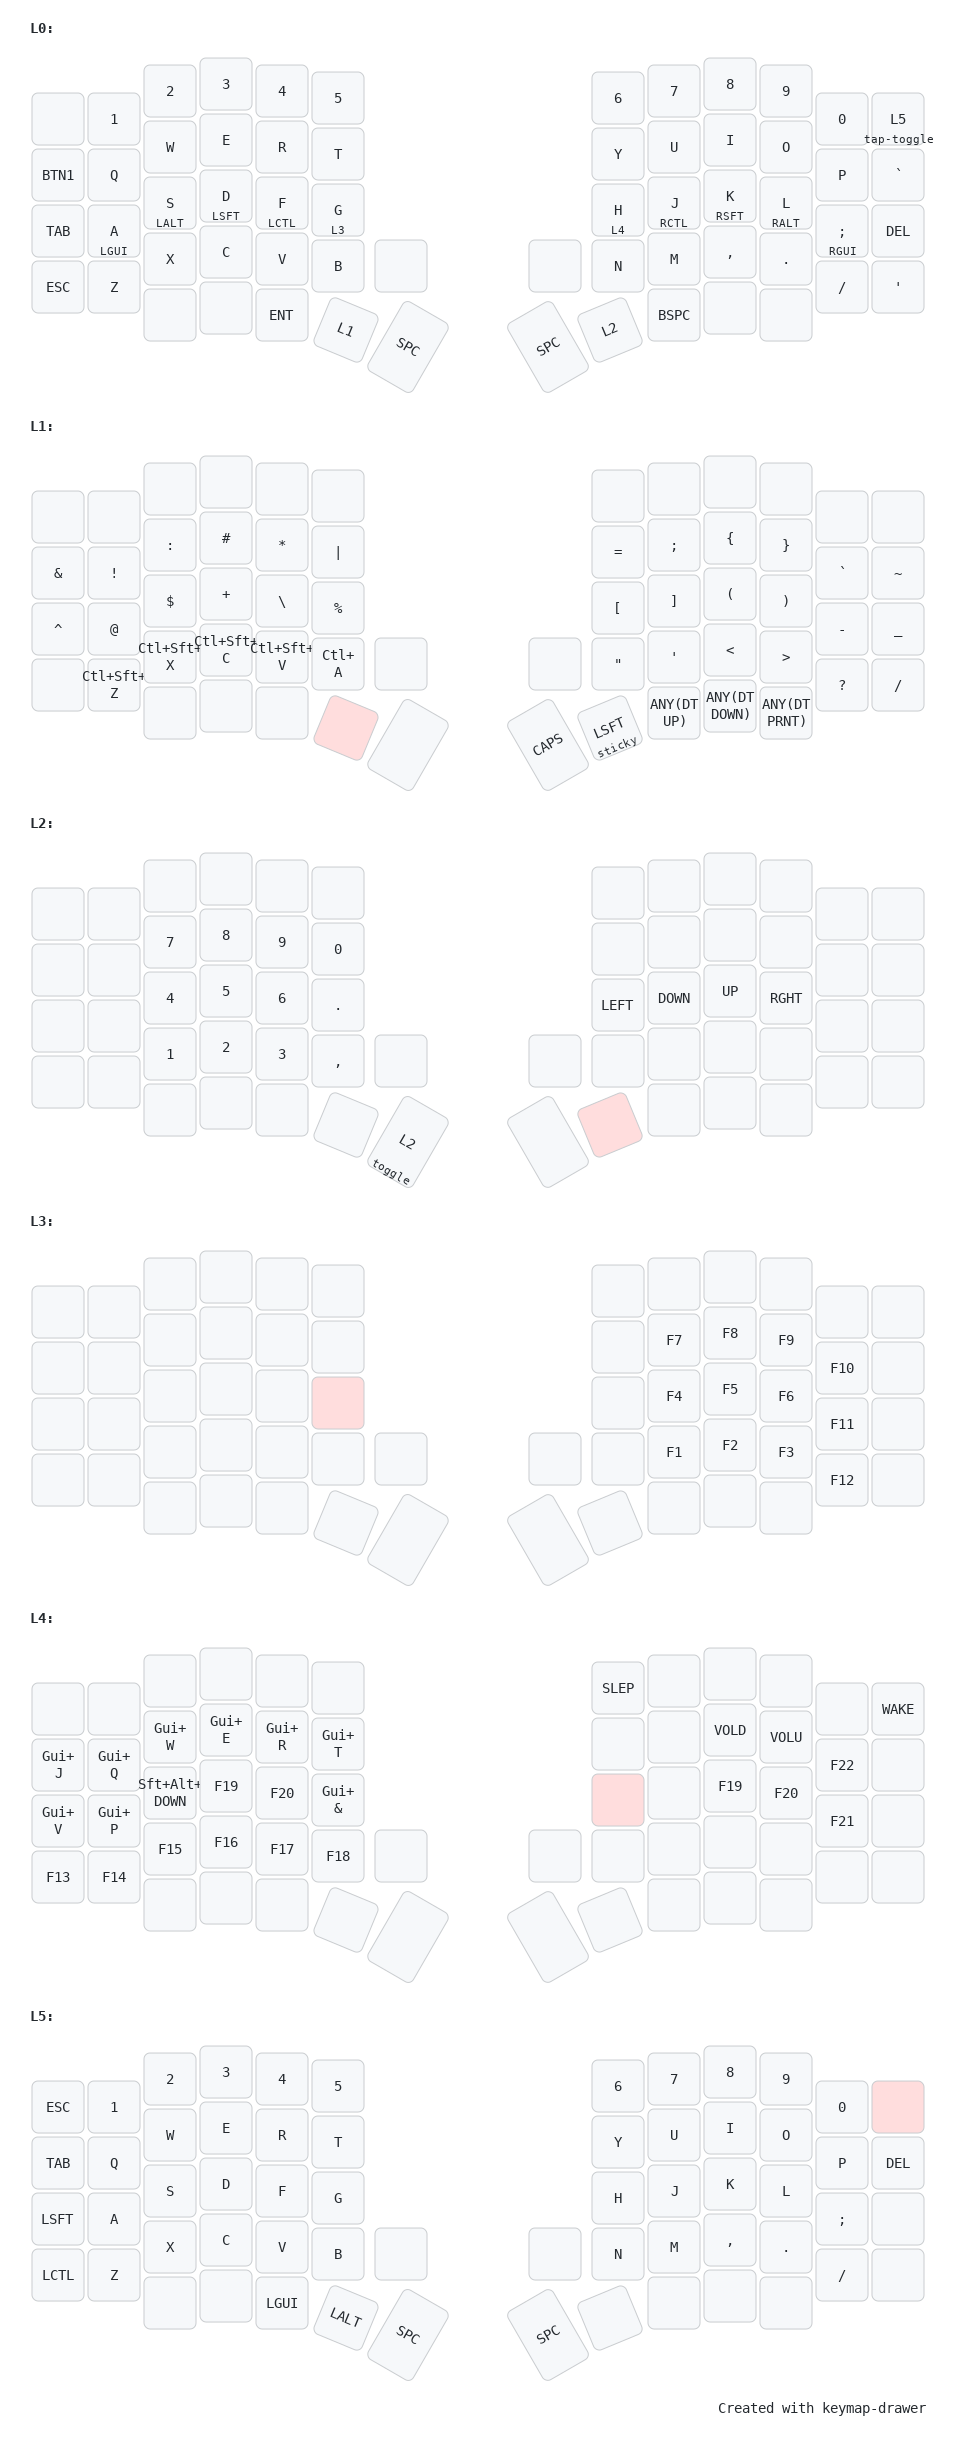 L0:
3
2 4 7 8 9
5 6
1 0 L5
tap-toggle
E I
W R U O
T Y
BTN1 Q P `
D K
LSFT RSFT
S F J L
LALT LCTL RCTL RALT
G H
L3 L4
TAB A ; DEL
LGUI RGUI
C ,
X V M .
B N
ESC Z / '
ENT BSPC
L1 L2
SPC SPC
L1:
# {
: * ; }
| =
& ! ` ~
+ (
$ \ ] )
% [
^ @ - _
Ctl+Sft+
C <
Ctl+Sft+ Ctl+Sft+
X V ' >
Ctl+
A "
Ctl+Sft+
Z ? /
ANY(DT
DOWN)
ANY(DT ANY(DT
UP) PRNT)
LSFT
sticky
CAPS
L2:
8
7 9
0
5 UP
4 6 DOWN RGHT
. LEFT
2
1 3
,
L2
toggle
L3:
F8
F7 F9
F10
F5
F4 F6
F11
F2
F1 F3
F12
L4:
SLEP
WAKE
Gui+
E VOLD
Gui+ Gui+
W R VOLU
Gui+
T
Gui+ Gui+
J Q F22
F19 F19
Sft+Alt+
DOWN F20 F20
Gui+
&
Gui+ Gui+
V P F21
F16
F15 F17
F18
F13 F14
L5:
3 8
2 4 7 9
5 6
ESC 1 0
E I
W R U O
T Y
TAB Q P DEL
D K
S F J L
G H
LSFT A ;
C ,
X V M .
B N
LCTL Z /
LGUI
LALT
SPC SPC
Created with keymap-drawer